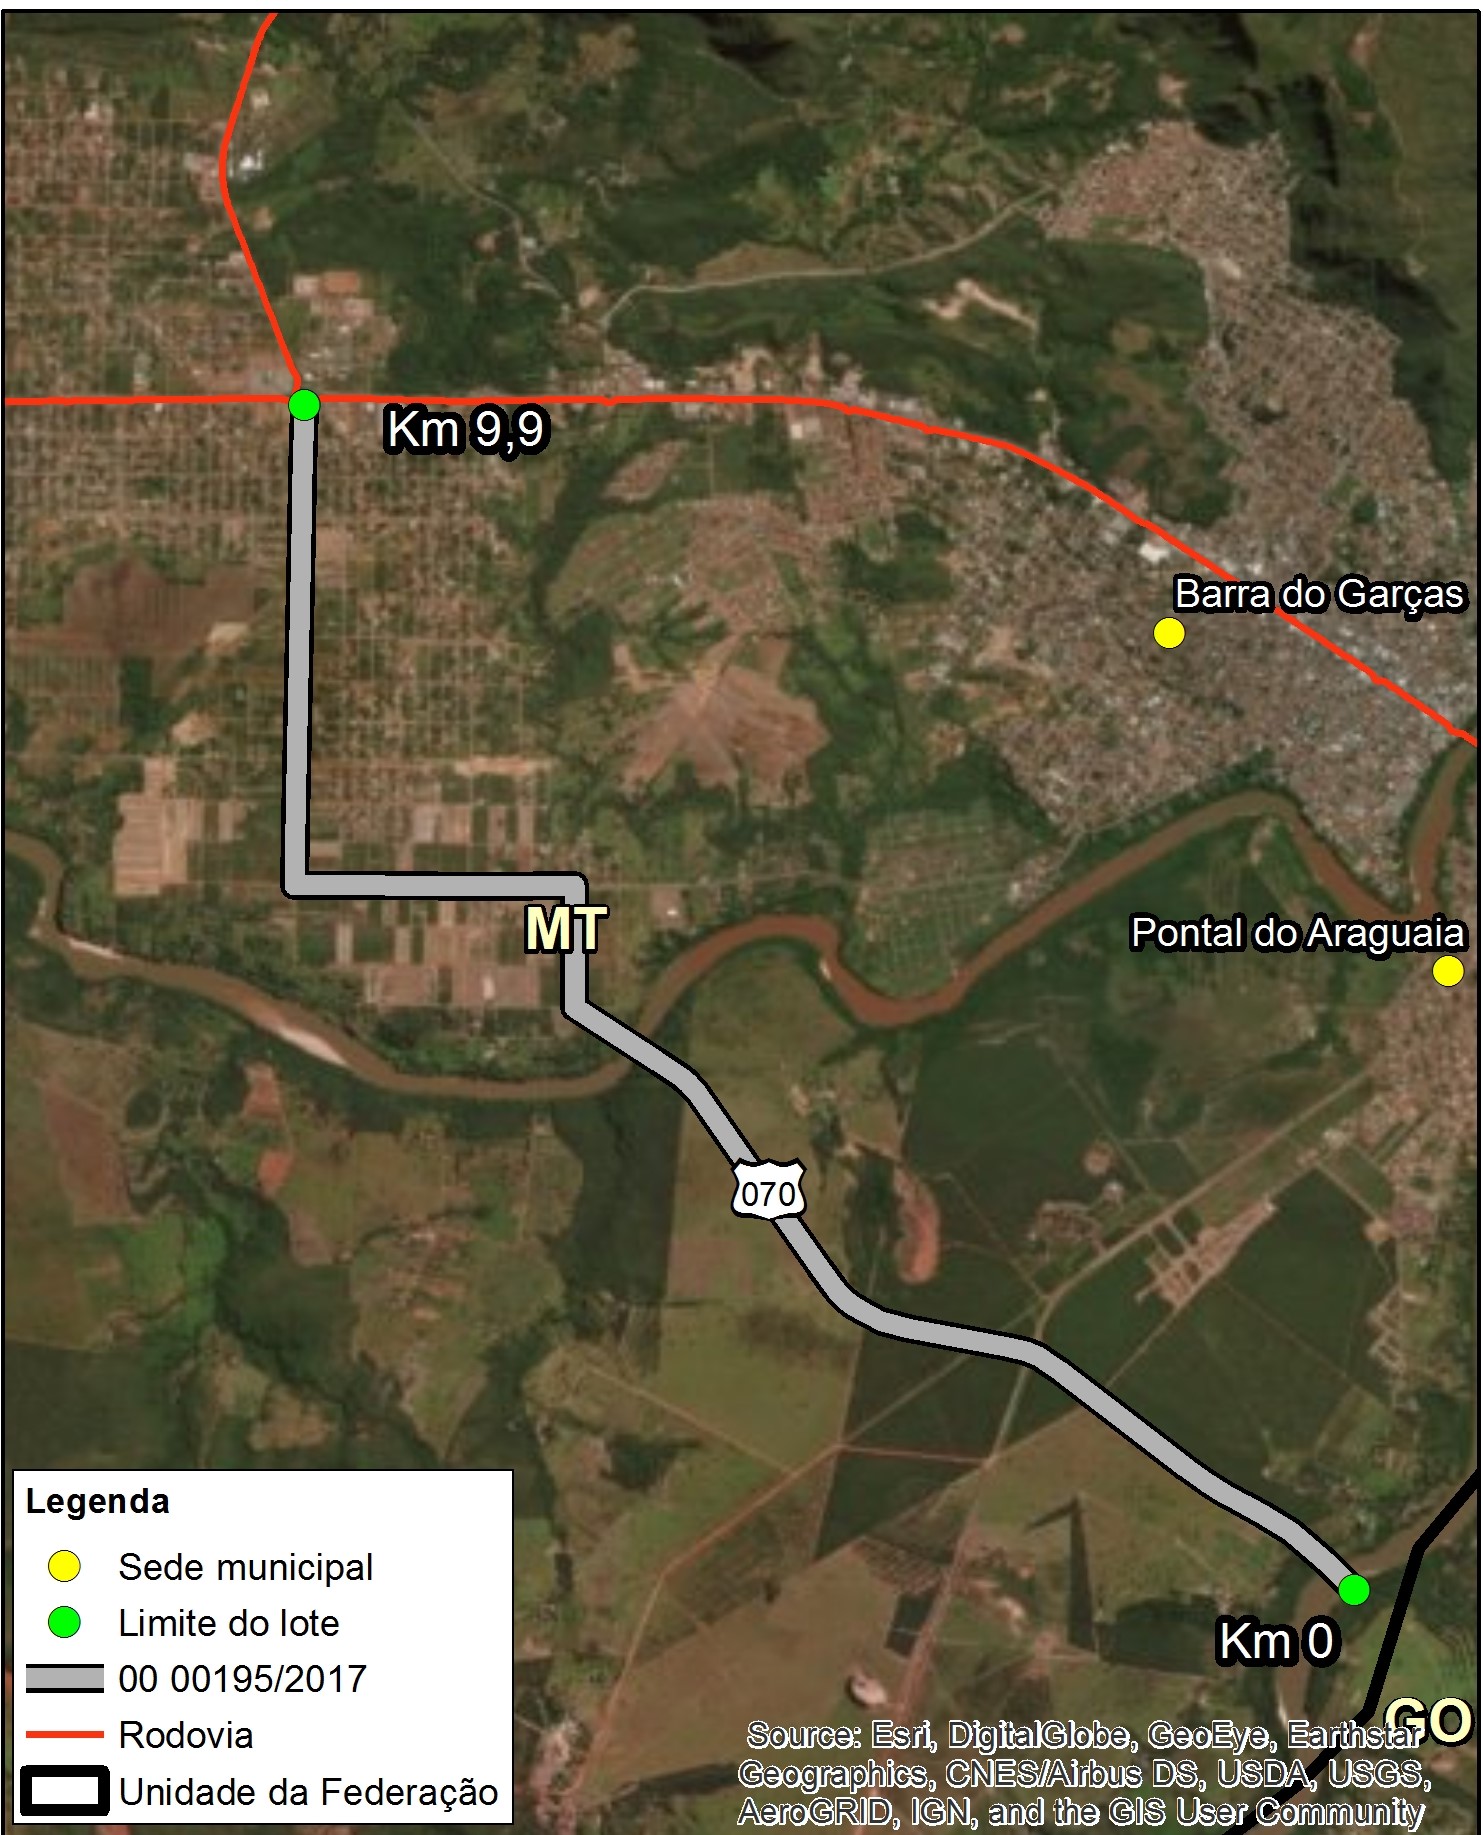 Km 9,9
Barra do Garças
MT
Pontal do Araguaia
070
Km 0
GO
Legenda
Sede municipal
Limite do lote
00 00195/2017
Rodovia
Unidade da Federação
Source: Esri, DigitalGlobe, GeoEye, Earthstar
Geographics, CNES/Airbus DS, USDA, USGS,
AeroGRID, IGN, and the GIS User Community